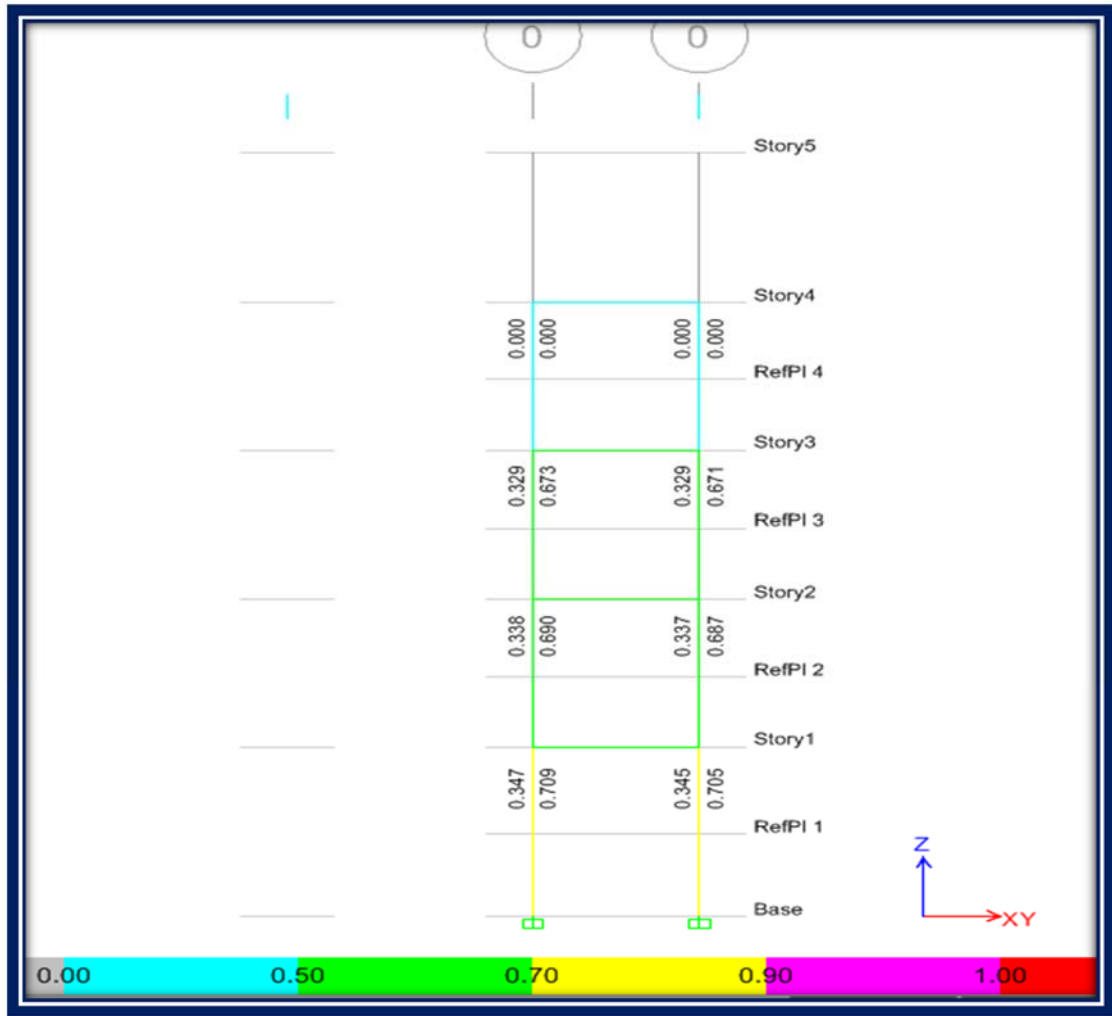 0 0
Story5
Story4
0.000 0.000 0.000 0.000
RefPl 4
Story3
0.329 0.673 0.329 0.671
RefPl 3
Story2
0.338 0.690 0.337 0.687
RefPl 2
Story1
0.347 0.709 0.345 0.705
RefPl 1
Z
Base
XY
0.00 0.50 0.70 0.90 1.00